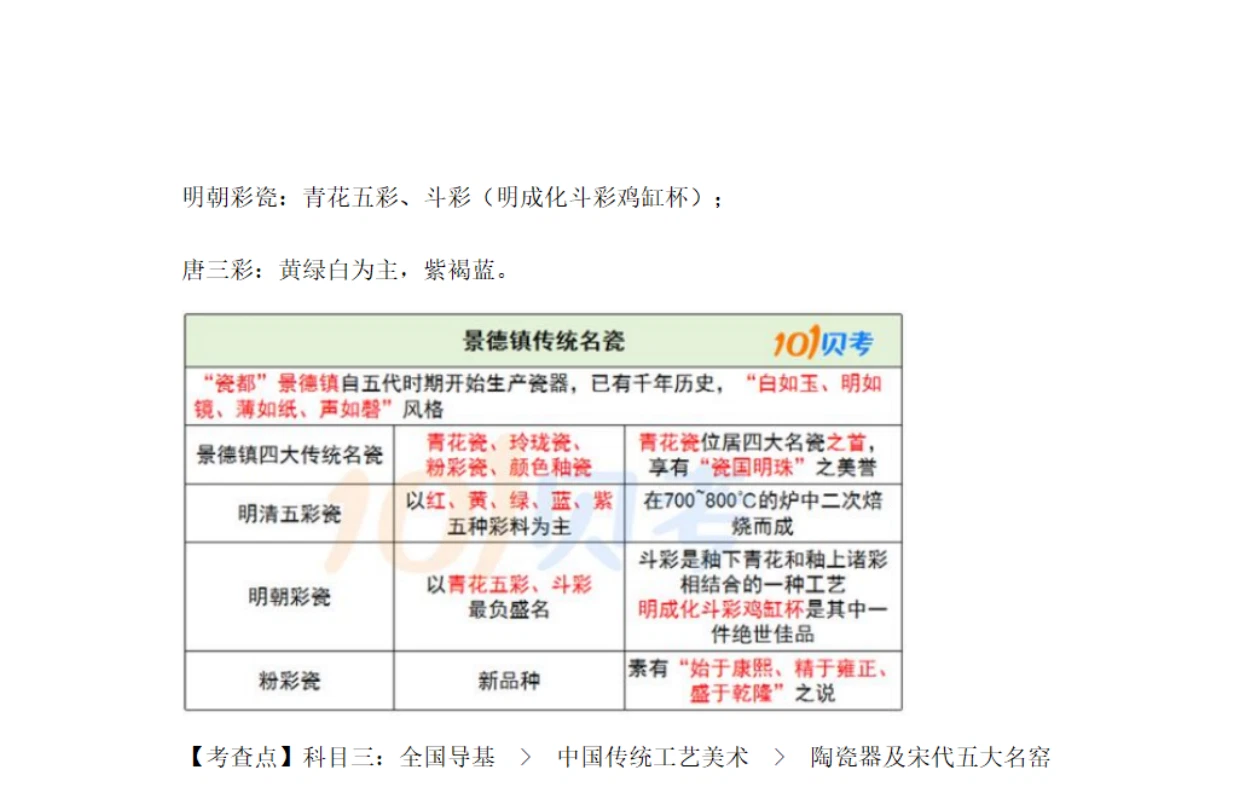 明朝彩瓷：青花五彩、斗彩（明成化斗彩鸡缸杯）；
唐三彩：黄绿白为主，紫褐蓝。
景德镇传统名瓷
101贝考
“瓷都”景德镇自五代时期开始生产瓷器，已有千年历史，“白如玉、明如
镜、薄如纸、声如磬”风格
景德镇四大传统名瓷
青花瓷、玲珑瓷、
粉彩瓷、颜色釉瓷
青花瓷位居四大名瓷之首，
享有“瓷国明珠”之美誉
明清五彩瓷
以红、黄、绿、蓝、紫
五种彩料为主
在700~800℃的炉中二次焙
烧而成
明朝彩瓷
以青花五彩、斗彩
最负盛名
斗彩是釉下青花和釉上诸彩
相结合的一种工艺
明成化斗彩鸡缸杯是其中一
件绝世佳品
粉彩瓷
新品种
素有“始于康熙、精于雍正、
盛于乾隆”之说
101贝考
【考查点】科目三：全国导基 > 中国传统工艺美术 > 陶瓷器及宋代五大名窑